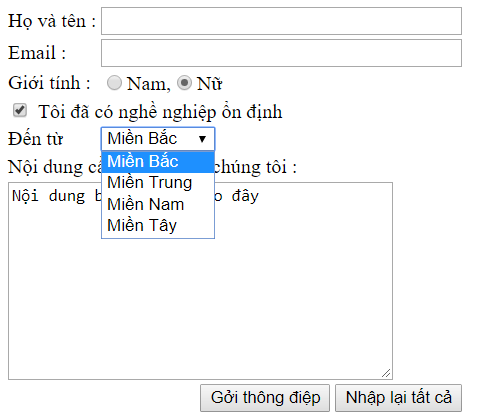 Họ và tên :
Email :
Giới tính : Nam, Nữ
Tôi đã có nghề nghiệp ổn định
Đến từ Miền Bắc
Miền Bắc
Miền Trung
Miền Nam
Miền Tây
Nội dung chúng tôi :
Nội dung đây
Gởi thông điệp Nhập lại tất cả